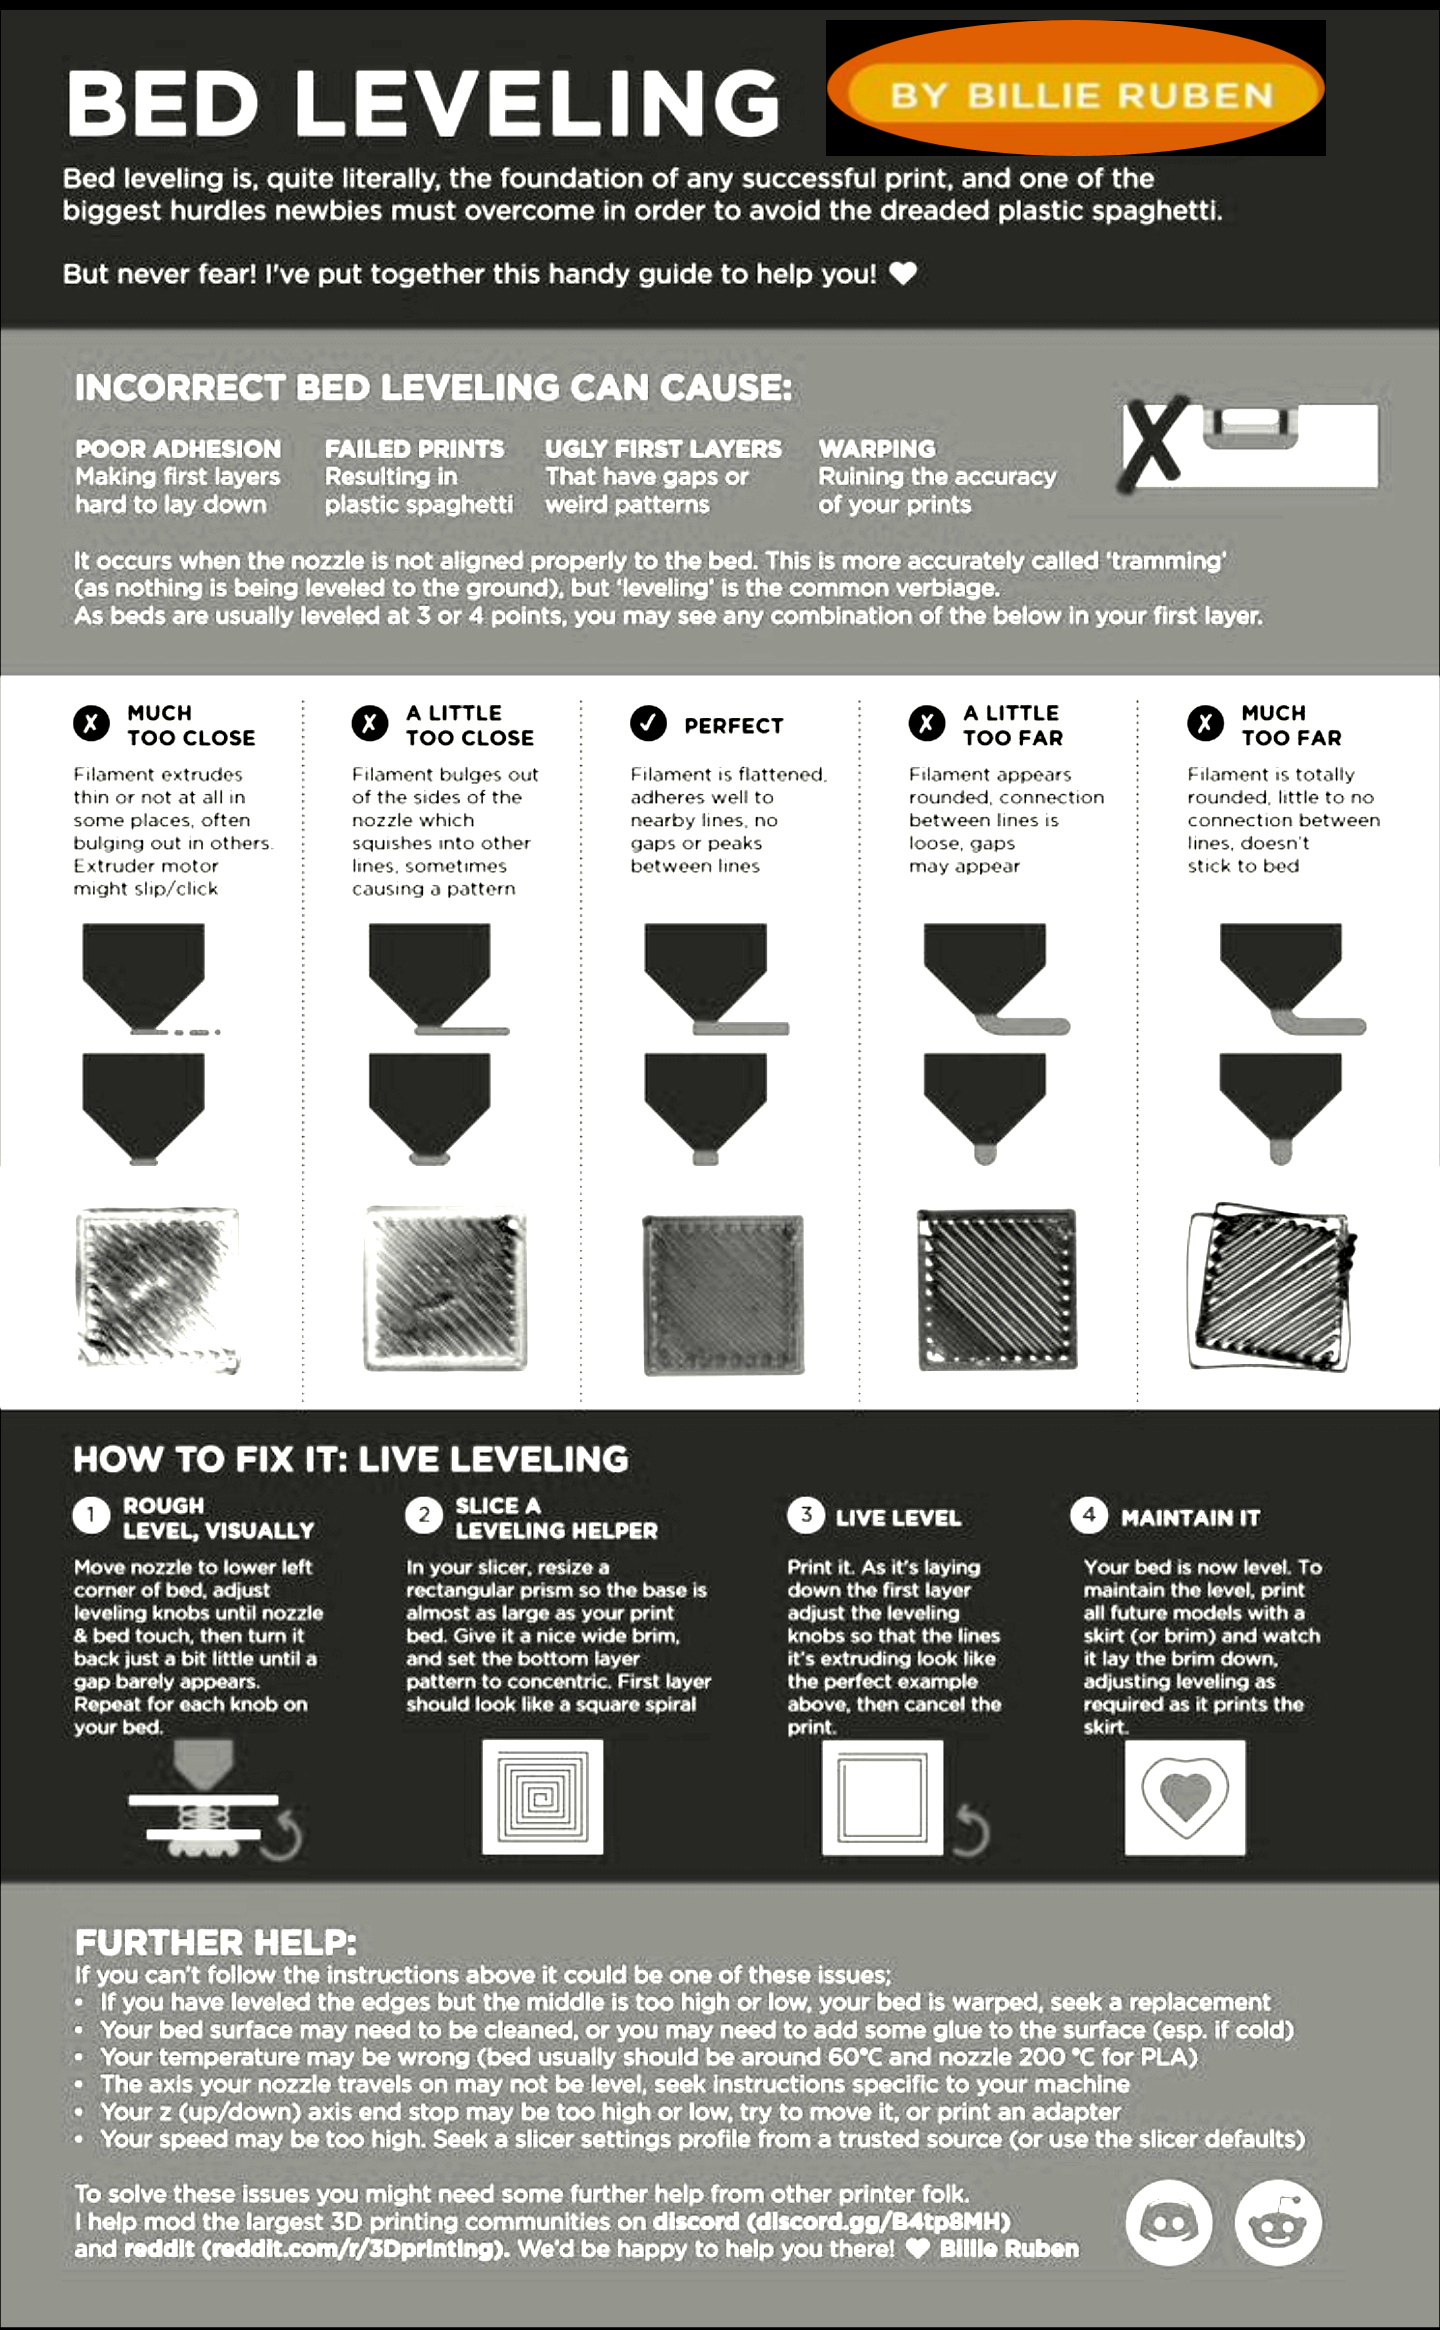 BED LEVELING
BY BILLIE RUBEN
Bed leveling is, quite literally, the foundation of any successful print, and one of the
biggest hurdles newbies must overcome in order to avoid the dreaded plastic spaghetti.
But never fear! I've put together this handy guide to help you! ♥
INCORRECT BED LEVELING CAN CAUSE:
POOR ADHESION
Making first layers
hard to lay down
FAILED PRINTS
Resulting in
plastic spaghetti
UGLY FIRST LAYERS
That have gaps or
weird patterns
WARPING
Ruining the accuracy
of your prints
It occurs when the nozzle is not aligned properly to the bed. This is more accurately called ‘tramming’
(as nothing is being leveled to the ground), but ‘leveling’ is the common verbiage.
As beds are usually leveled at 3 or 4 points, you may see any combination of the below in your first layer.
MUCH
TOO CLOSE
Filament extrudes
thin or not at all in
some places, often
bulging out in others.
Extruder motor
might slip/click
A LITTLE
TOO CLOSE
Filament bulges out
of the sides of the
nozzle which
squishes into other
lines, sometimes
causing a pattern
PERFECT
Filament is flattened,
adheres well to
nearby lines, no
gaps or peaks
between lines
A LITTLE
TOO FAR
Filament appears
rounded, connection
between lines is
loose, gaps
may appear
MUCH
TOO FAR
Filament is totally
rounded, little to no
connection between
lines, doesn't
stick to bed
HOW TO FIX IT: LIVE LEVELING
1 ROUGH
LEVEL, VISUALLY
Move nozzle to lower left
corner of bed, adjust
leveling knobs until nozzle
& bed touch, then turn it
back just a bit little until a
gap barely appears.
Repeat for each knob on
your bed.
2 SLICE A
LEVELING HELPER
In your slicer, resize a
rectangular prism so the base is
almost as large as your print
bed. Give it a nice wide brim,
and set the bottom layer
pattern to concentric. First layer
should look like a square spiral
3 LIVE LEVEL
Print it. As it's laying
down the first layer
adjust the leveling
knobs so that the lines
it's extruding look like
the perfect example
above, then cancel the
print.
4 MAINTAIN IT
Your bed is now level. To
maintain the level, print
all future models with a
skirt (or brim) and watch
it lay the brim down,
adjusting leveling as
required as it prints the
skirt.
FURTHER HELP:
If you can't follow the instructions above it could be one of these issues;
• If you have leveled the edges but the middle is too high or low, your bed is warped, seek a replacement
• Your bed surface may need to be cleaned, or you may need to add some glue to the surface (esp. if cold)
• Your temperature may be wrong (bed usually should be around 60°C and nozzle 200 °C for PLA)
• The axis your nozzle travels on may not be level, seek instructions specific to your machine
• Your z (up/down) axis end stop may be too high or low, try to move it, or print an adapter
• Your speed may be too high. Seek a slicer settings profile from a trusted source (or use the slicer defaults)
To solve these issues you might need some further help from other printer folk.
I help mod the largest 3D printing communities on discord (discord.gg/B4tp8MH)
and reddit (reddit.com/r/3Dprinting). We'd be happy to help you there! ♥ Billie Ruben